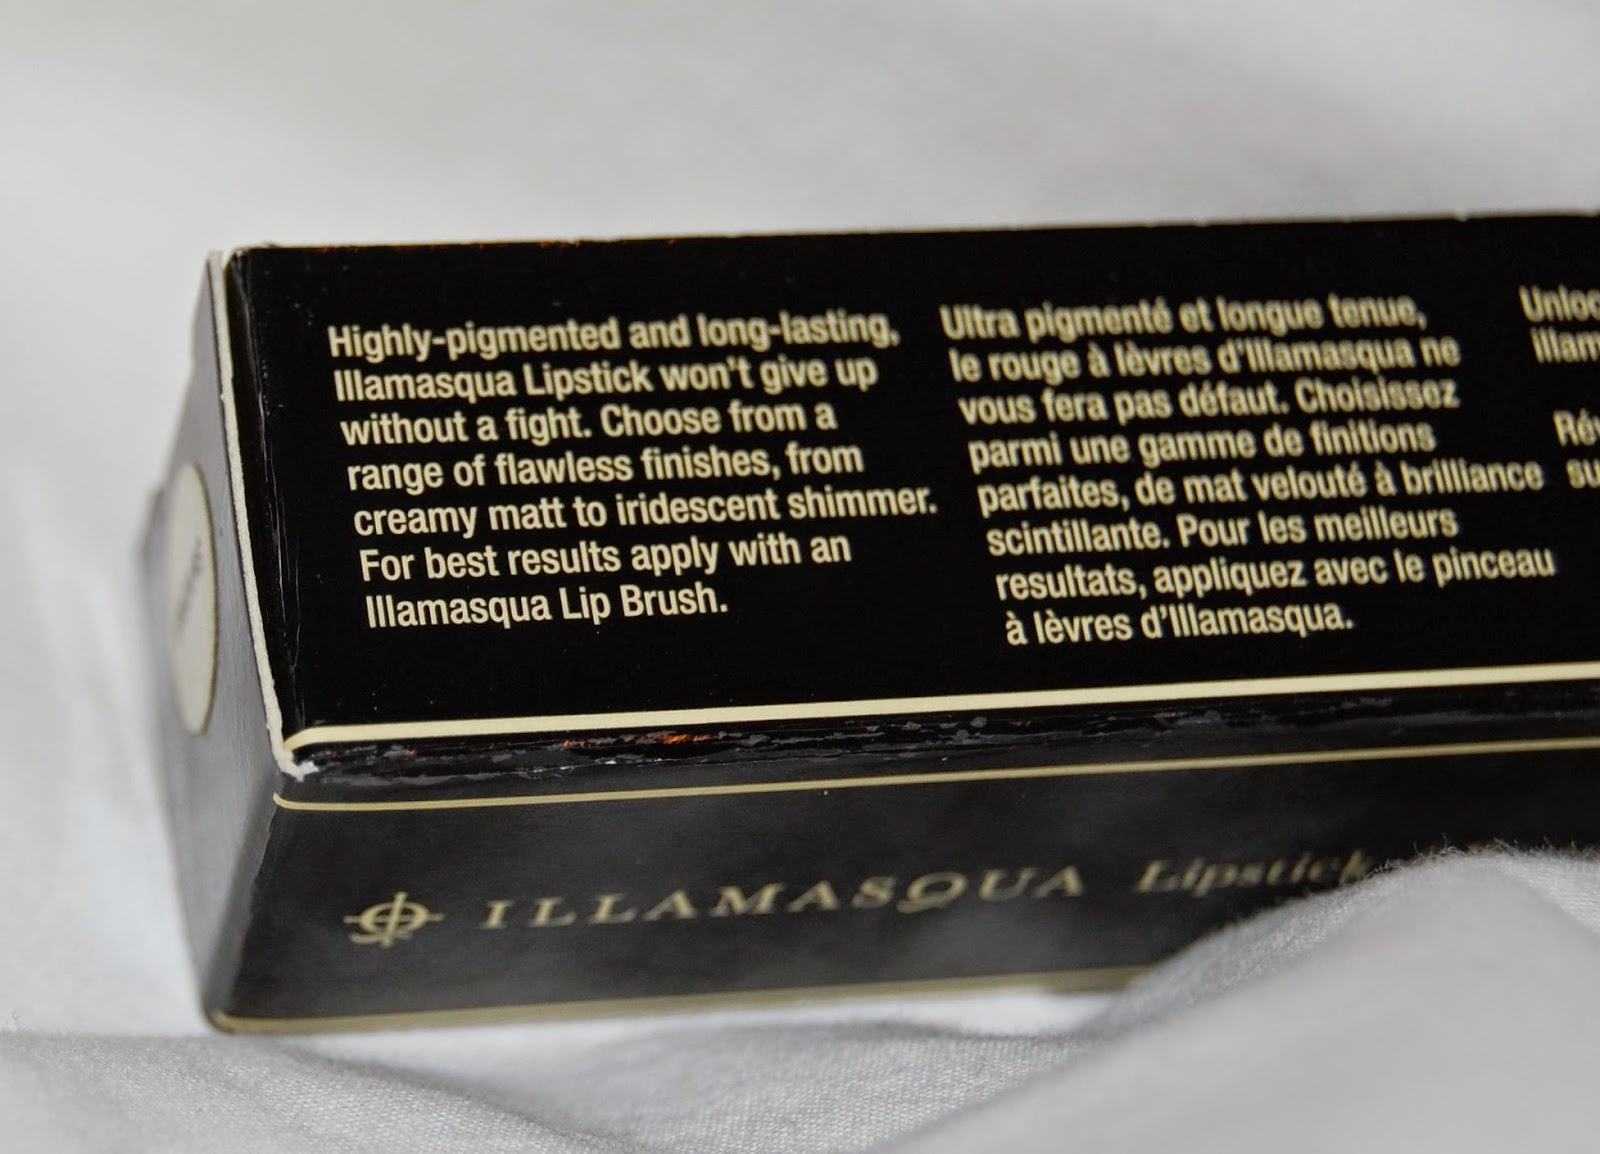 Highly-pigmented and long-lasting,
Illamasqua Lipstick won't give up
without a fight. Choose from a
range of flawless finishes, from
creamy matt to iridescent shimmer.
For best results apply with an
Illamasqua Lip Brush.
Ultra pigmenté et longue tenue,
le rouge à lèvres d'Illamasqua ne
vous fera pas défaut. Choisissez
parmi une gamme de finitions
parfaites, de mat velouté à brilliance
scintillante. Pour les meilleurs
resultats, appliquez avec le pinceau
à lèvres d'Illamasqua.
ILLAMASQUA Lipstick